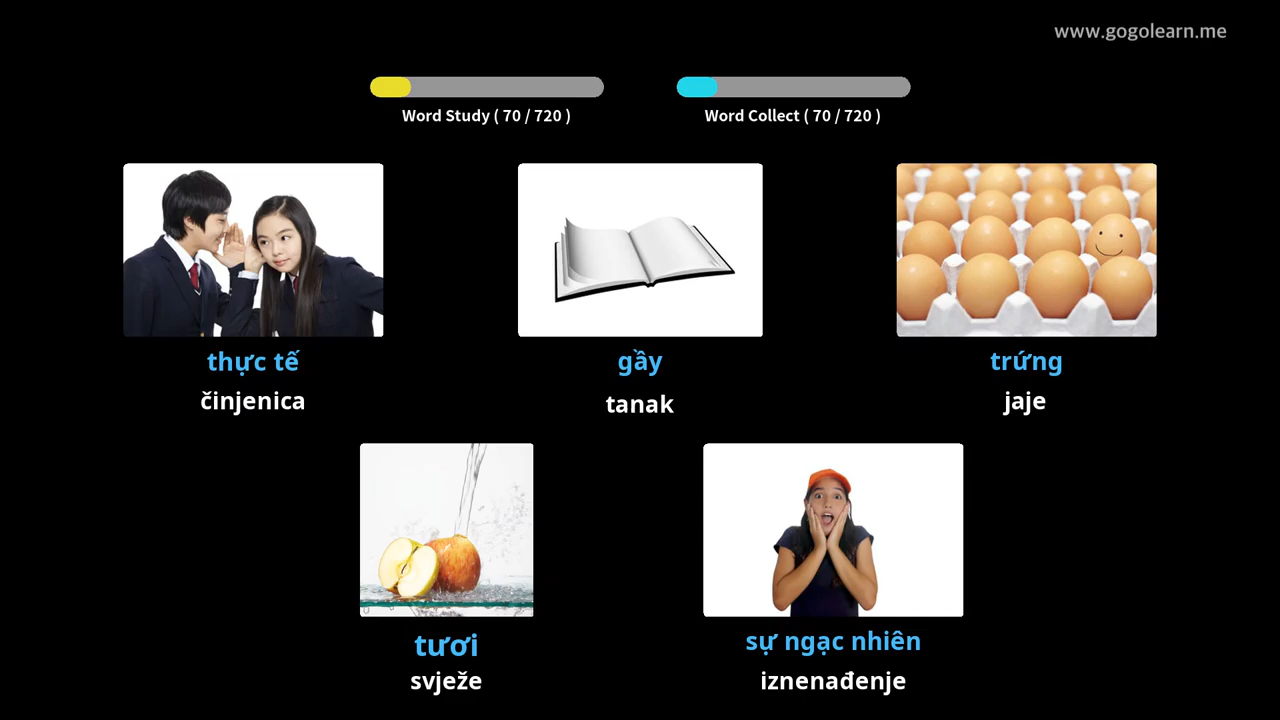 www.gogolearn.me
Word Study ( 70 / 720 )
Word Collect ( 70 / 720 )
thực tế
činjenica
gầy
tanak
trứng
jaje
tươi
svježe
sự ngạc nhiên
iznenađenje